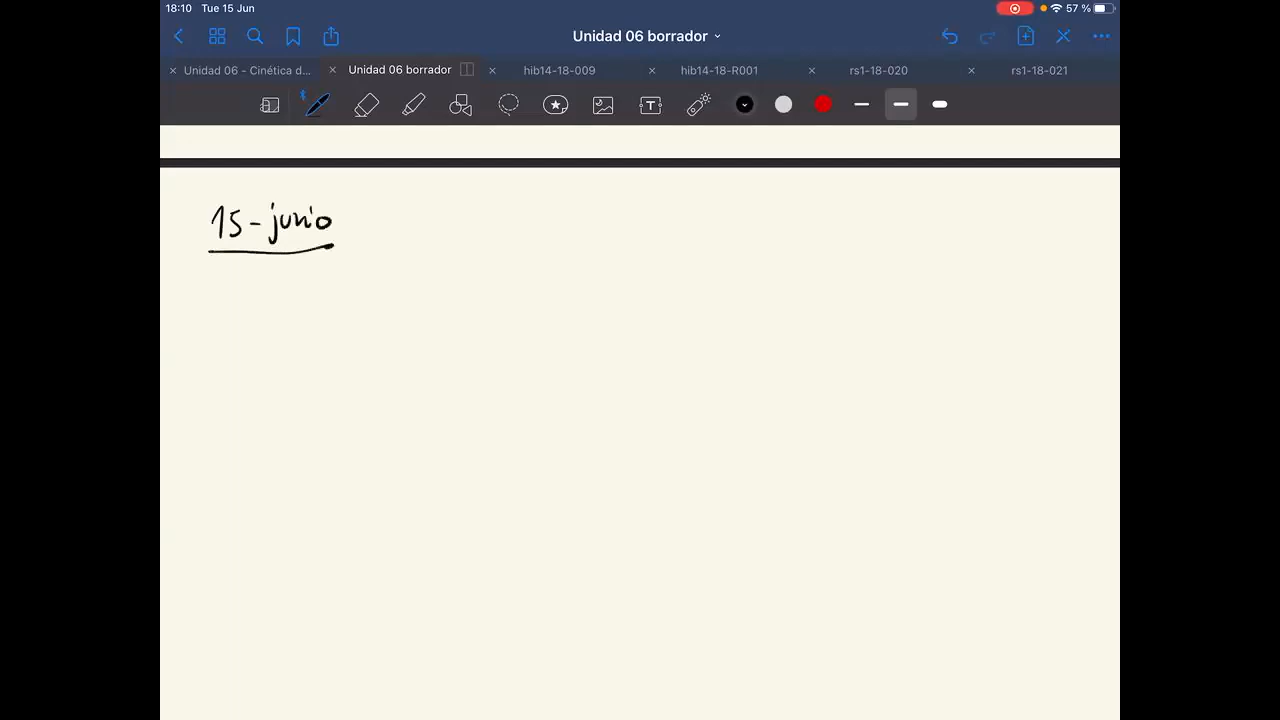 18:10 Tue 15 Jun 57 %
Unidad 06 borrador
Unidad 06 - Cinética d... Unidad 06 borrador hib14-18-009 hib14-18-R001 rs1-18-020 rs1-18-021
T
15-junio